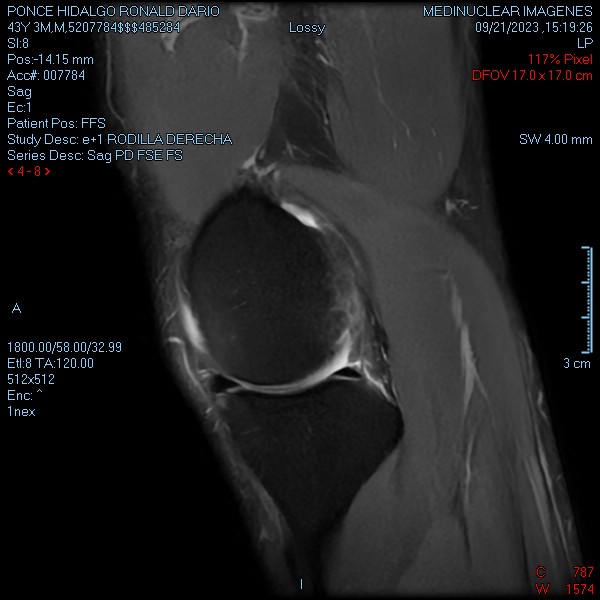 PONCE HIDALGO RONALD DARIO
43Y 3M,M,5207784$$$485284
Sl:8
Pos:-14.15 mm
Acc#: 007784
Sag
Ec:1
Patient Pos: FFS
Study Desc: e+1 RODILLA DERECHA
Series Desc: Sag PD FSE FS
< 4 - 8 >
Lossy
MEDINUCLEAR IMAGENES
09/21/2023 ,15:19:26
LP
117% Pixel
DFOV 17.0 x 17.0 cm
SW 4.00 mm
A
3 cm
1800.00/58.00/32.99
Etl:8 TA:120.00
512x512
Enc: ^
1nex
I
C 787
W 1574